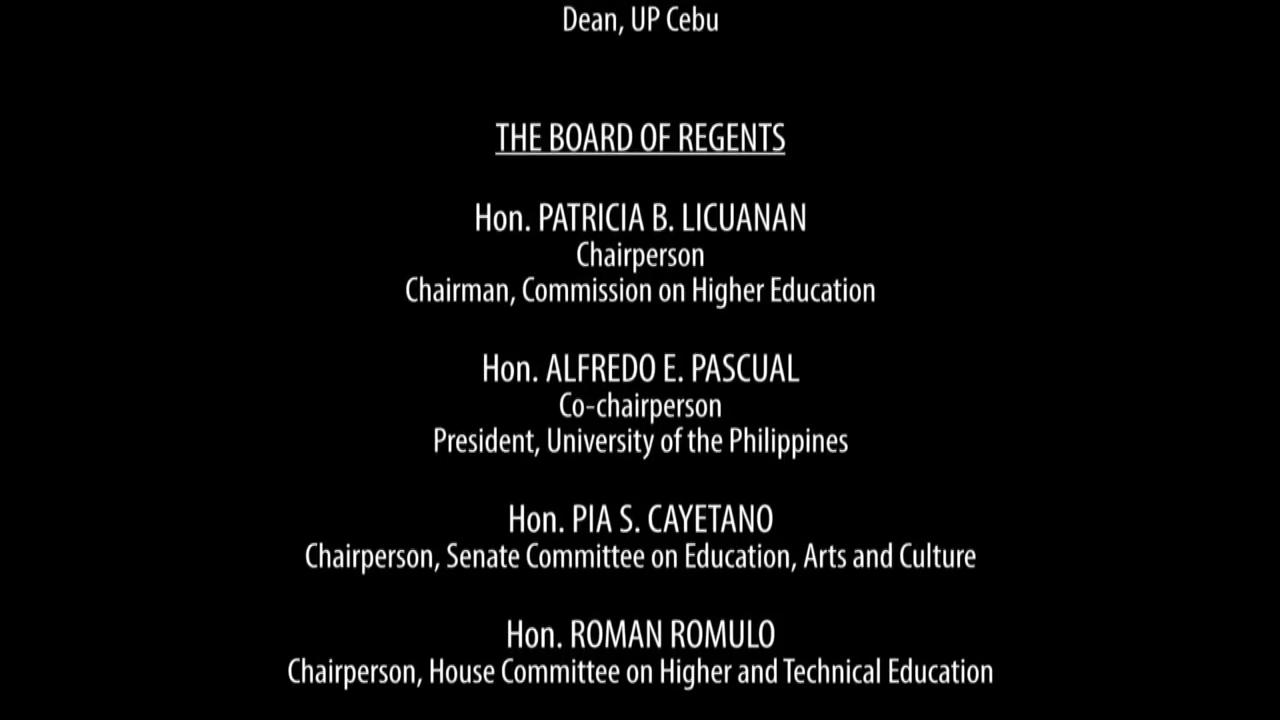 Dean, UP Cebu
THE BOARD OF REGENTS
Hon. PATRICIA B. LICUANAN
Chairperson
Chairman, Commission on Higher Education
Hon. ALFREDO E. PASCUAL
Co-chairperson
President, University of the Philippines
Hon. PIA S. CAYETANO
Chairperson, Senate Committee on Education, Arts and Culture
Hon. ROMAN ROMULO
Chairperson, House Committee on Higher and Technical Education